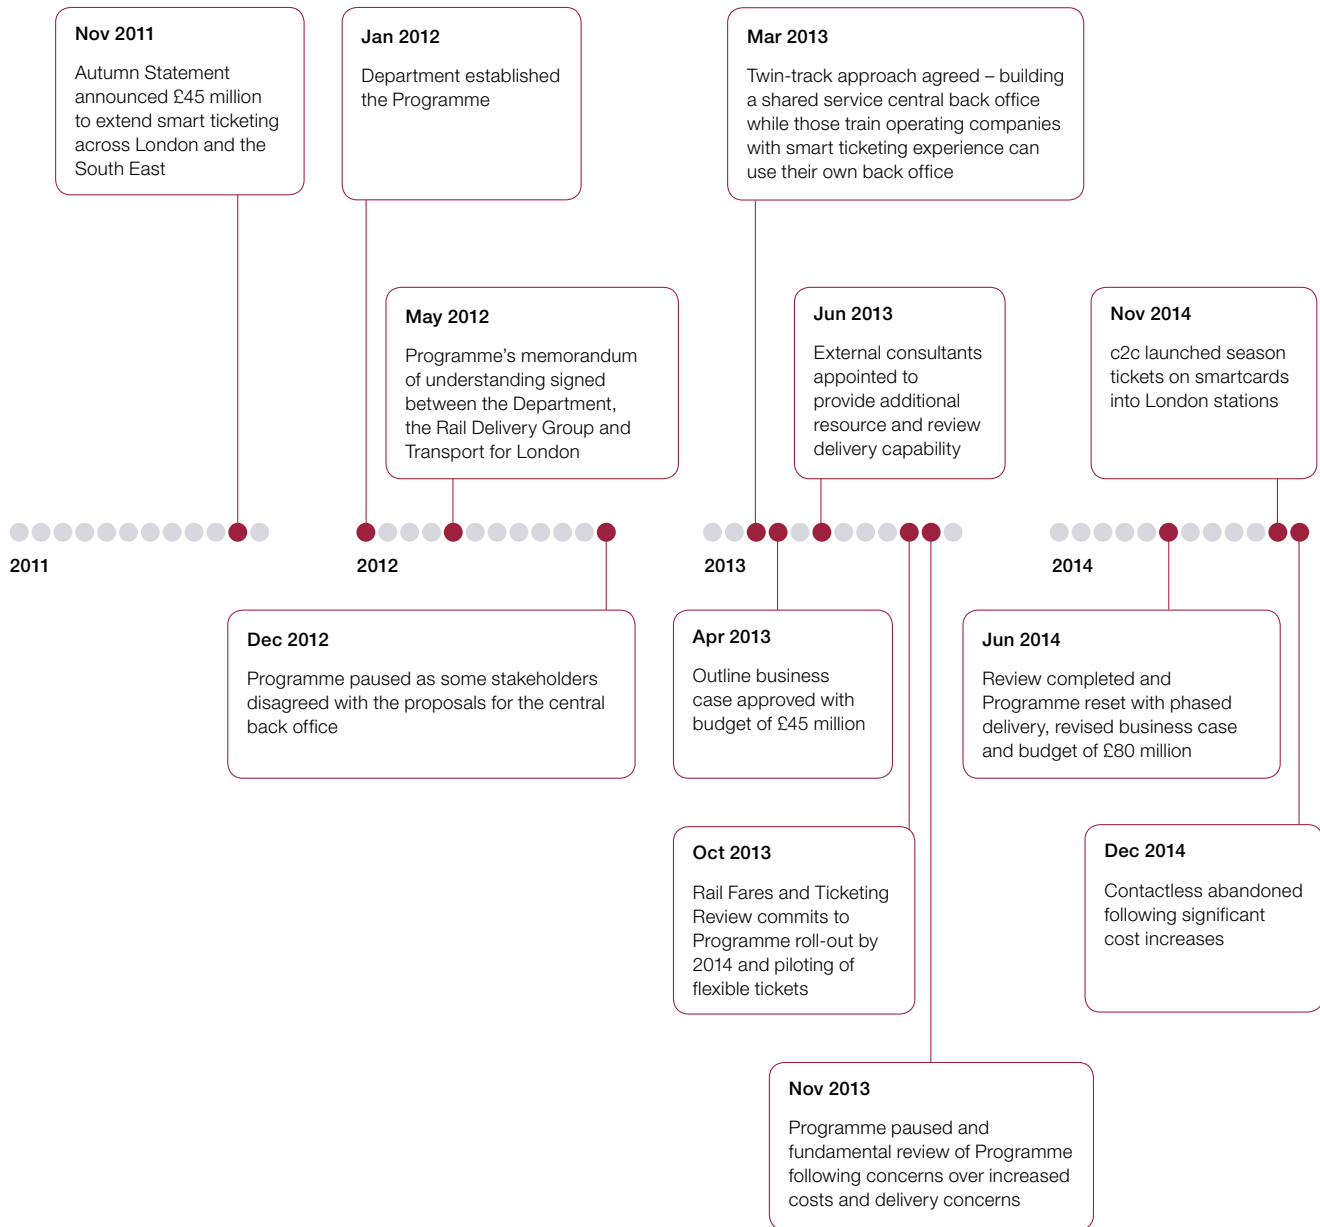 Nov 2011
Autumn Statement
announced £45 million
to extend smart ticketing
across London and the
South East
Jan 2012
Department established
the Programme
Mar 2013
Twin-track approach agreed – building
a shared service central back office
while those train operating companies
with smart ticketing experience can
use their own back office
May 2012
Programme’s memorandum
of understanding signed
between the Department,
the Rail Delivery Group and
Transport for London
Jun 2013
External consultants
appointed to
provide additional
resource and review
delivery capability
Nov 2014
c2c launched season
tickets on smartcards
into London stations
2011
2012
2013
2014
Dec 2012
Programme paused as some stakeholders
disagreed with the proposals for the central
back office
Apr 2013
Outline business
case approved with
budget of £45 million
Jun 2014
Review completed and
Programme reset with phased
delivery, revised business case
and budget of £80 million
Oct 2013
Rail Fares and Ticketing
Review commits to
Programme roll-out by
2014 and piloting of
flexible tickets
Dec 2014
Contactless abandoned
following significant
cost increases
Nov 2013
Programme paused and
fundamental review of Programme
following concerns over increased
costs and delivery concerns